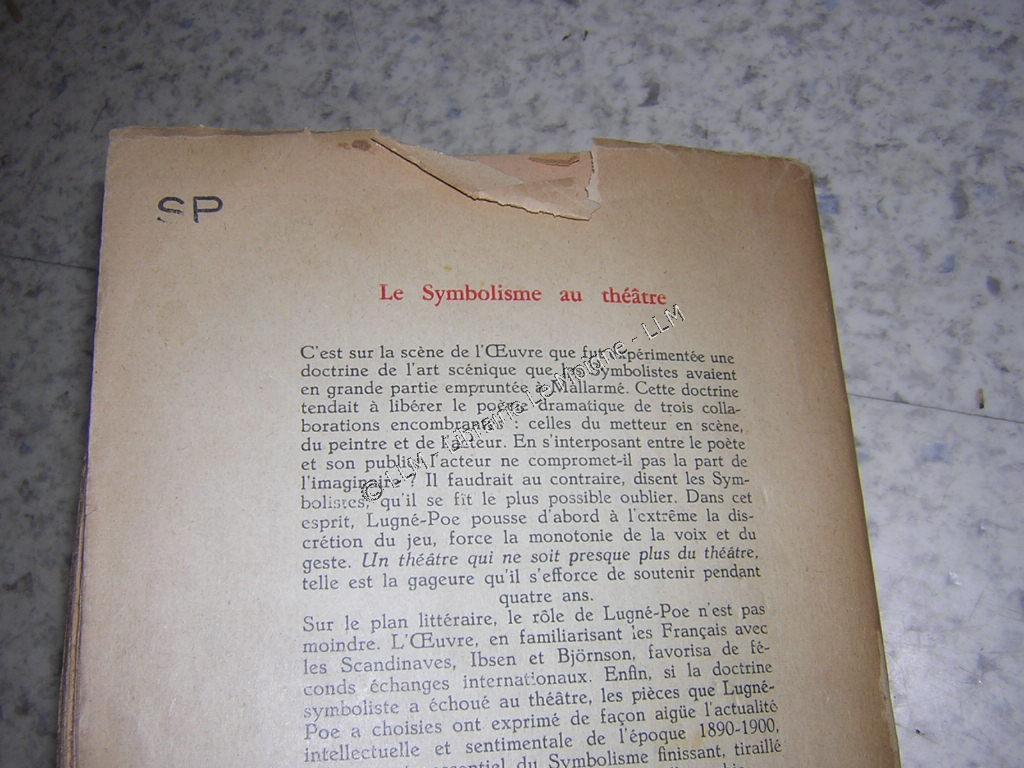 SP
Le Symbolisme au théâtre
C'est sur la scène de l'Œuvre que fut expérimentée une
doctrine de l'art scénique que les Symbolistes avaient
en grande partie empruntée à Mallarmé. Cette doctrine
tendait à libérer le poème dramatique de trois colla-
borations encombrantes : celles du metteur en scène,
du peintre et de l'acteur. En s'interposant entre le poète
et son public, l'acteur ne compromet-il pas la part de
l'imaginaire ? Il faudrait au contraire, disent les Sym-
bolistes, qu'il se fît le plus possible oublier. Dans cet
esprit, Lugné-Poe pousse d'abord à l'extrême la dis-
crétion du jeu, force la monotonie de la voix et du
geste. Un théâtre qui ne soit presque plus du théâtre,
telle est la gageure qu'il s'efforce de soutenir pendant
quatre ans.
Sur le plan littéraire, le rôle de Lugné-Poe n'est pas
moindre. L'Œuvre, en familiarisant les Français avec
les Scandinaves, Ibsen et Björnson, favorisa de fé-
conds échanges internationaux. Enfin, si la doctrine
symboliste a échoué au théâtre, les pièces que Lugné-
Poe a choisies ont exprimé de façon aigüe l'actualité
intellectuelle et sentimentale de l'époque 1890-1900,
essentiel du Symbolisme finissant, tiraillé
© LLM - Librairie Le Moigne - LLM